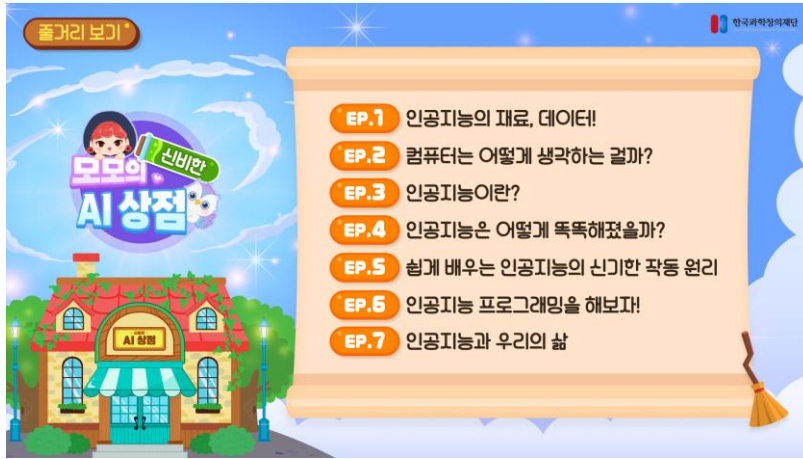 줄거리 보기
한국과학창의재단
모모의 신비한
AI 상점
AI 상점
EP.1 인공지능의 재료, 데이터!
EP.2 컴퓨터는 어떻게 생각하는 걸까?
EP.3 인공지능이란?
EP.4 인공지능은 어떻게 똑똑해졌을까?
EP.5 쉽게 배우는 인공지능의 신기한 작동 원리
EP.6 인공지능 프로그래밍을 해보자!
EP.7 인공지능과 우리의 삶